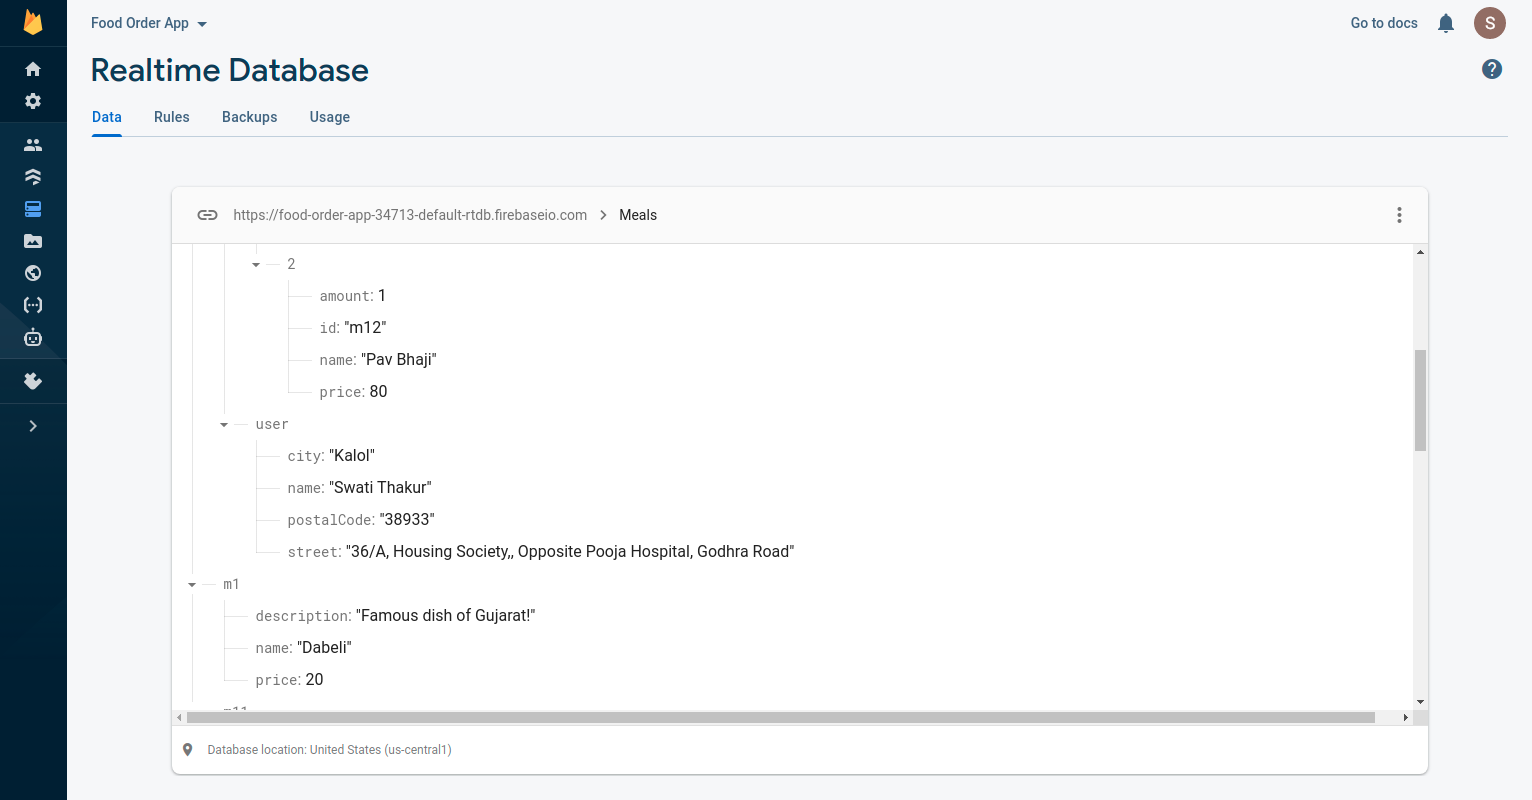 Food Order App
Go to docs
S
Realtime Database
?
Data Rules Backups Usage
https://food-order-app-34713-default-rtdb.firebaseio.com > Meals
2
amount: 1
id: "m12"
name: "Pav Bhaji"
price: 80
user
city: "Kalol"
name: "Swati Thakur"
postalCode: "38933"
street: "36/A, Housing Society,, Opposite Pooja Hospital, Godhra Road"
m1
description: "Famous dish of Gujarat!"
name: "Dabeli"
price: 20
Database location: United States (us-central1)